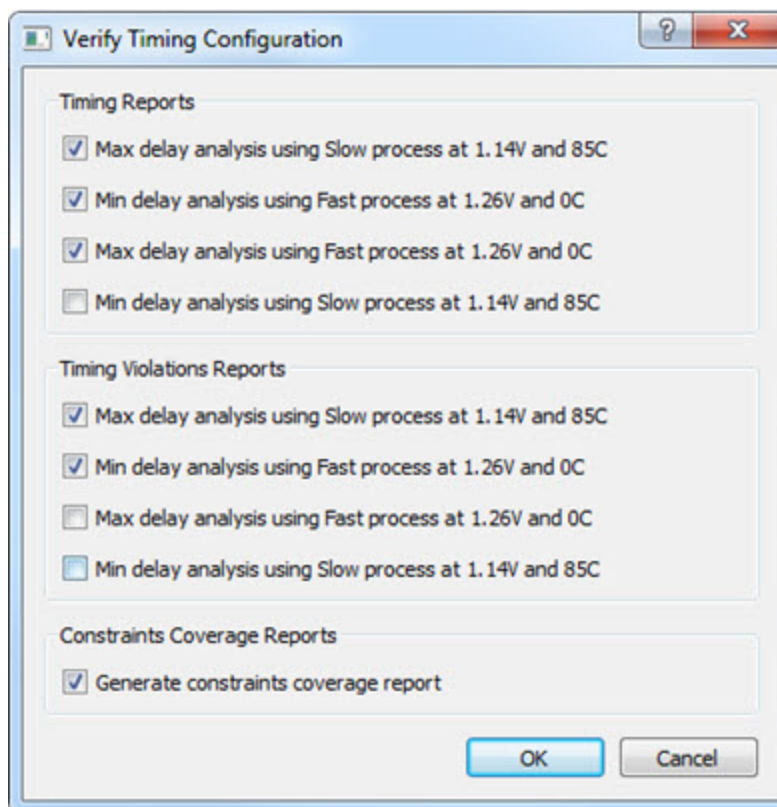 Verify Timing Configuration
?
Timing Reports
Max delay analysis using Slow process at 1.14V and 85C
Min delay analysis using Fast process at 1.26V and 0C
Max delay analysis using Fast process at 1.26V and 0C
Min delay analysis using Slow process at 1.14V and 85C
Timing Violations Reports
Max delay analysis using Slow process at 1.14V and 85C
Min delay analysis using Fast process at 1.26V and 0C
Max delay analysis using Fast process at 1.26V and 0C
Min delay analysis using Slow process at 1.14V and 85C
Constraints Coverage Reports
Generate constraints coverage report
OK
Cancel